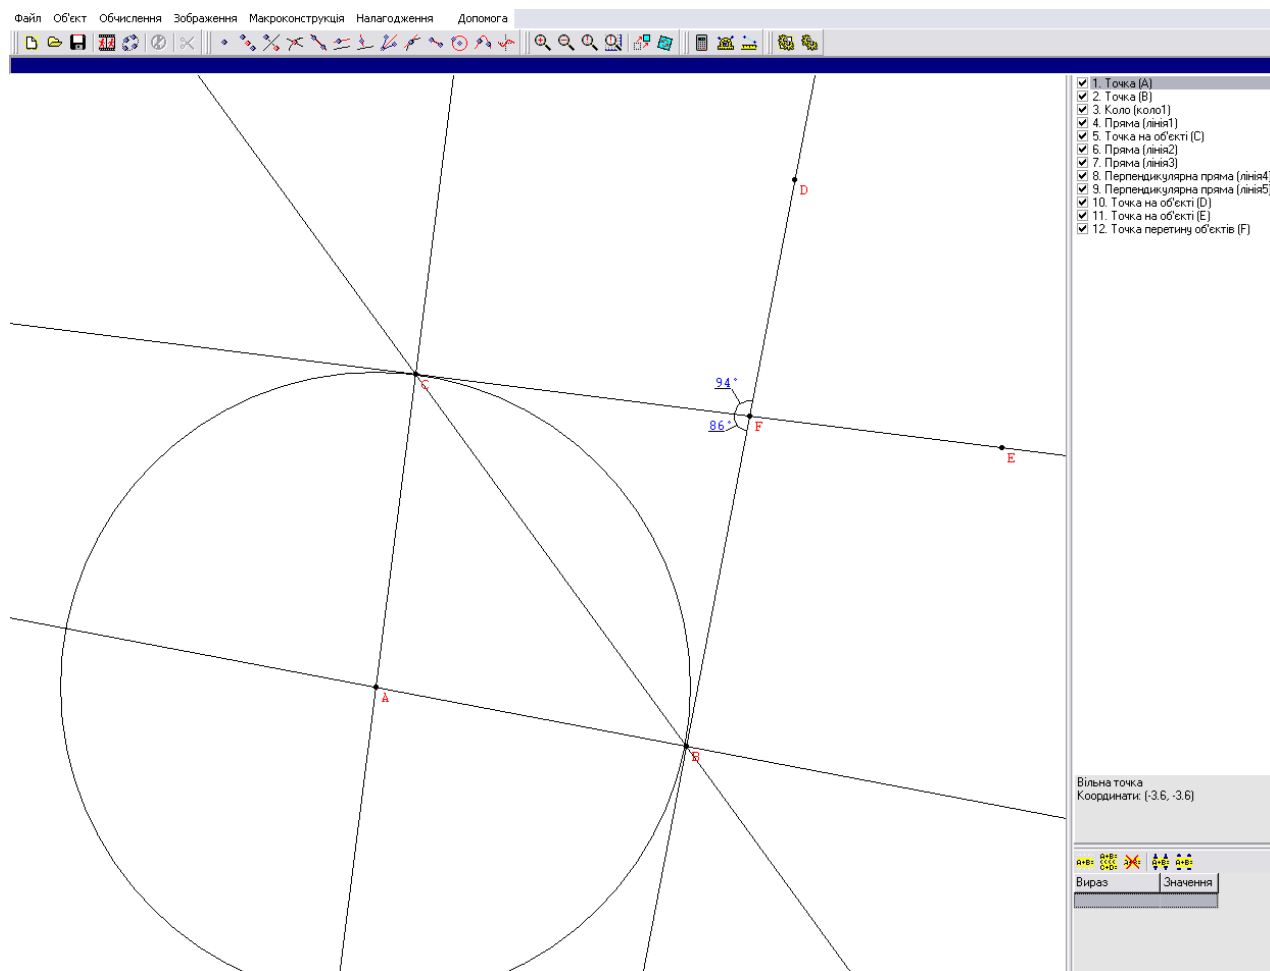 Файл Об'єкт Обчислення Зображення Макроконструкція Налагодження Допомога
1. Точка (A)
2. Точка (B)
3. Коло (коло1)
4. Пряма (лінія1)
5. Точка на об'єкті (C)
6. Пряма (лінія2)
7. Пряма (лінія3)
8. Перпендикулярна пряма (лінія4)
9. Перпендикулярна пряма (лінія5)
10. Точка на об'єкті (D)
11. Точка на об'єкті (E)
12. Точка перетину об'єктів (F)
D
C
94°
86°
F
E
A
B
Вільна точка
Координати: (-3.6, -3.6)
Вираз Значення